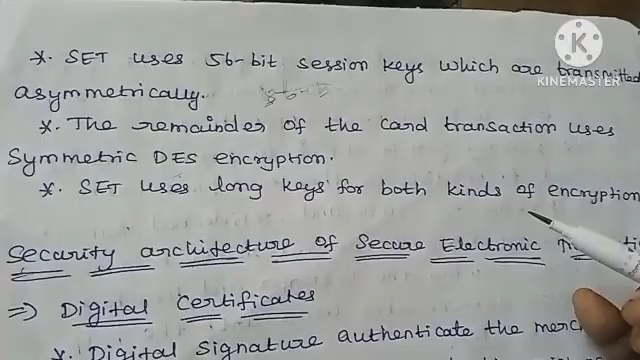 *. SET uses 56-bit session keys which are transmitted
asymmetrically.
*. The remainder of the card transaction uses
Symmetric DES encryption.
*. SET uses long keys for both kinds of encryption
Security architecture of Secure Electronic
=> Digital Certificates
*. Digital Signature authenticate the
KINEMASTER